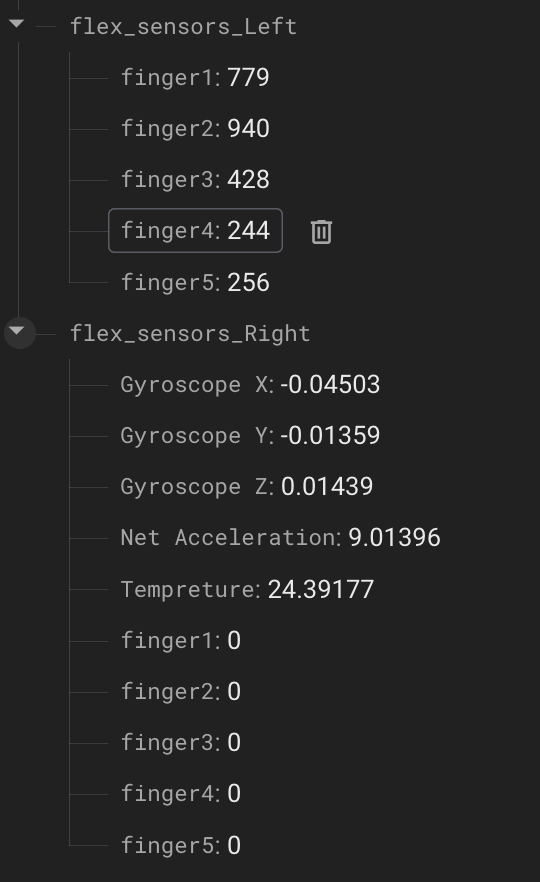 flex_sensors_Left
finger1: 779
finger2: 940
finger3: 428
finger4: 244
finger5: 256
flex_sensors_Right
Gyroscope X: -0.04503
Gyroscope Y: -0.01359
Gyroscope Z: 0.01439
Net Acceleration: 9.01396
Tempreture: 24.39177
finger1: 0
finger2: 0
finger3: 0
finger4: 0
finger5: 0